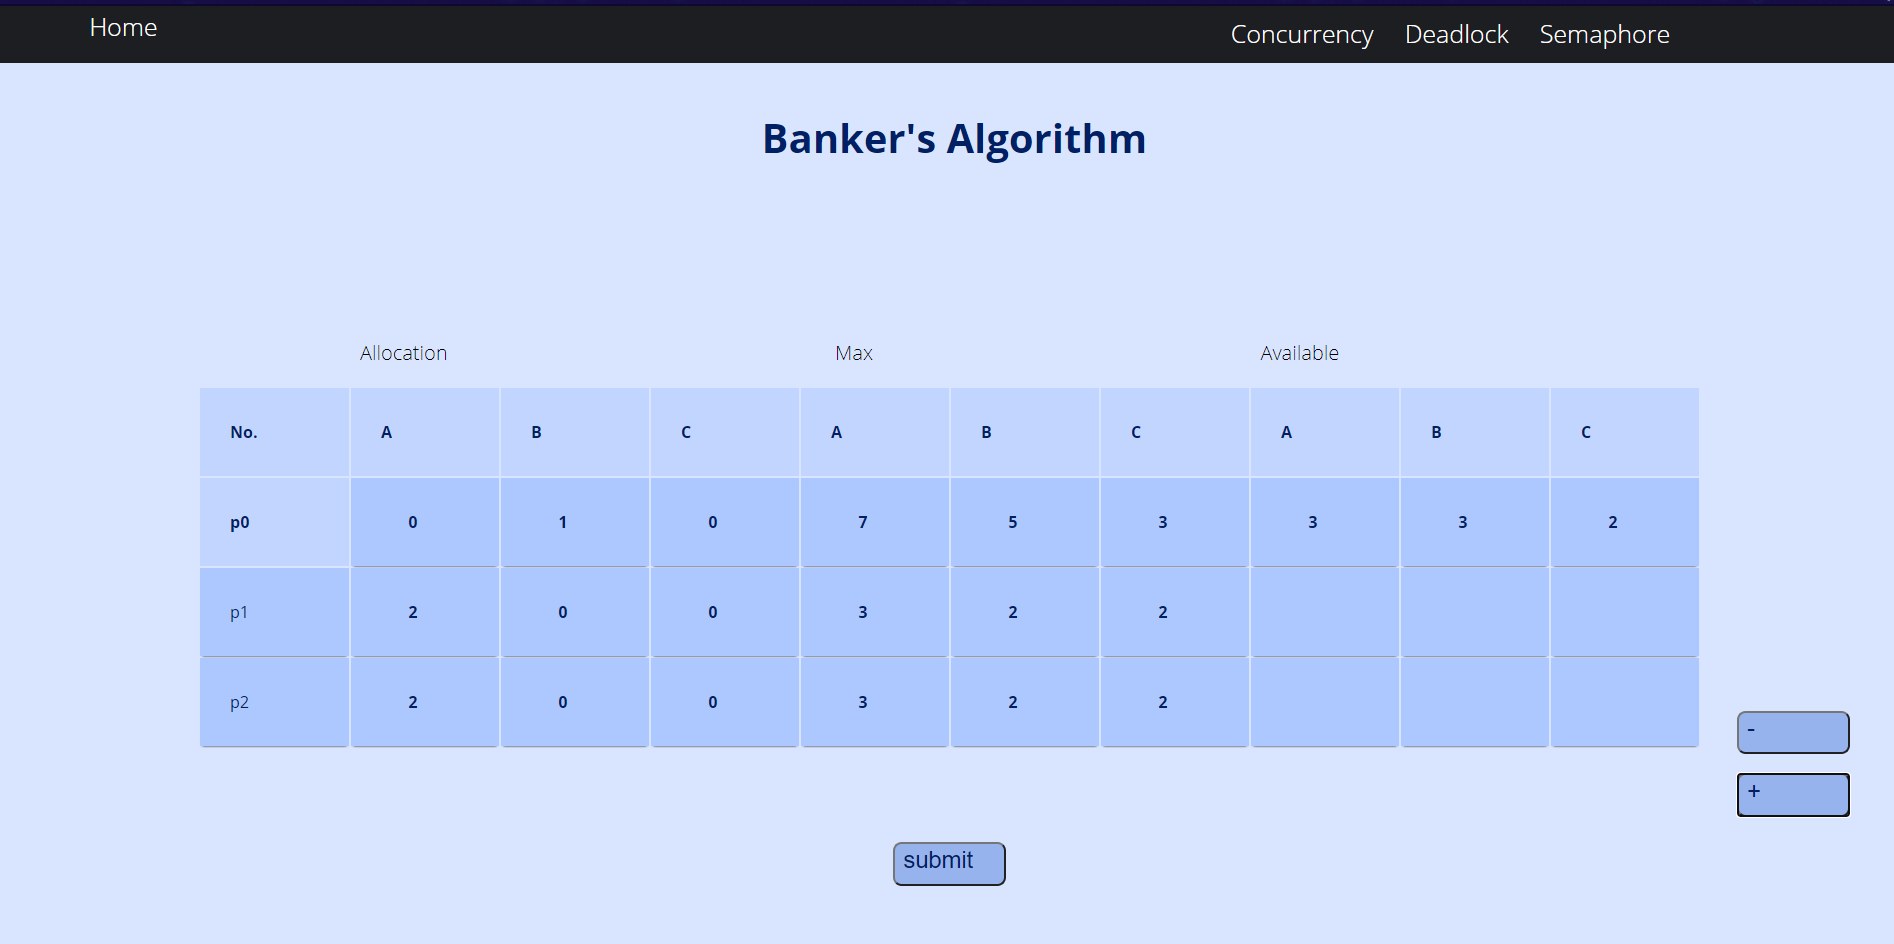 Home Concurrency Deadlock Semaphore
Banker's Algorithm
Allocation Max Available
No. A B C A B C A B C
p0 0 1 0 7 5 3 3 3 2
p1 2 0 0 3 2 2
p2 2 0 0 3 2 2
-
+
submit